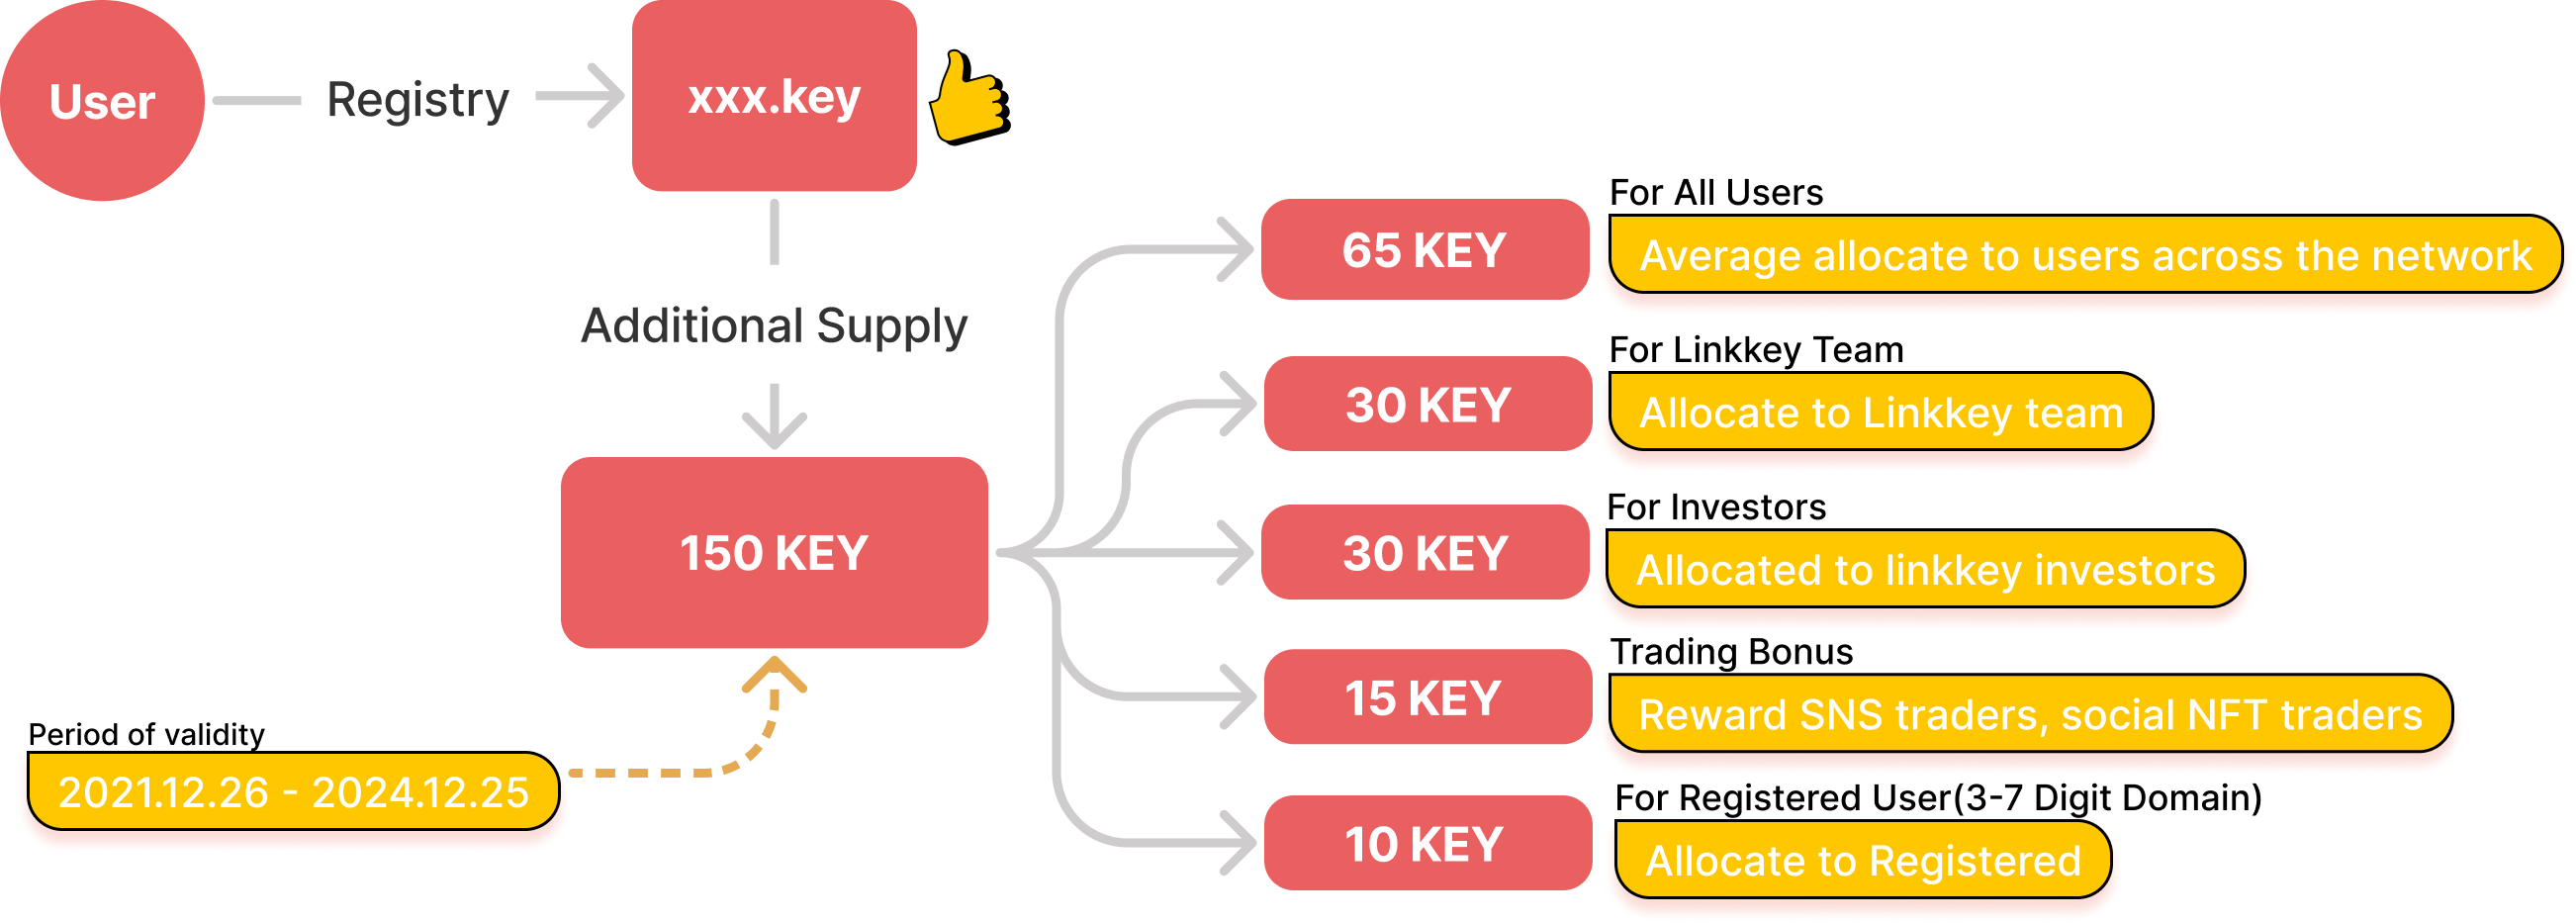 User
Registry
xxx.key
Additional Supply
150 KEY
Period of validity
2021.12.26 - 2024.12.25
65 KEY
For All Users
Average allocate to users across the network
30 KEY
For Linkkey Team
Allocate to Linkkey team
30 KEY
For Investors
Allocated to linkkey investors
15 KEY
Trading Bonus
Reward SNS traders, social NFT traders
10 KEY
For Registered User(3-7 Digit Domain)
Allocate to Registered